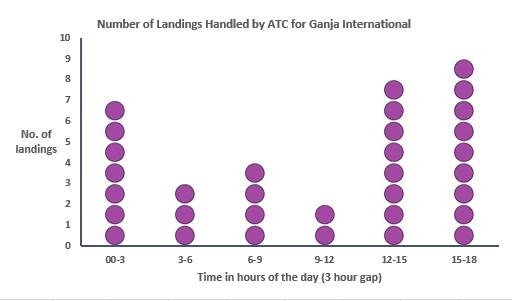 Number of Landings Handled by ATC for Ganja International
10
9
8
7
6
5
4
3
2
1
0
No. of
landings
00-3 3-6 6-9 9-12 12-15 15-18
Time in hours of the day (3 hour gap)